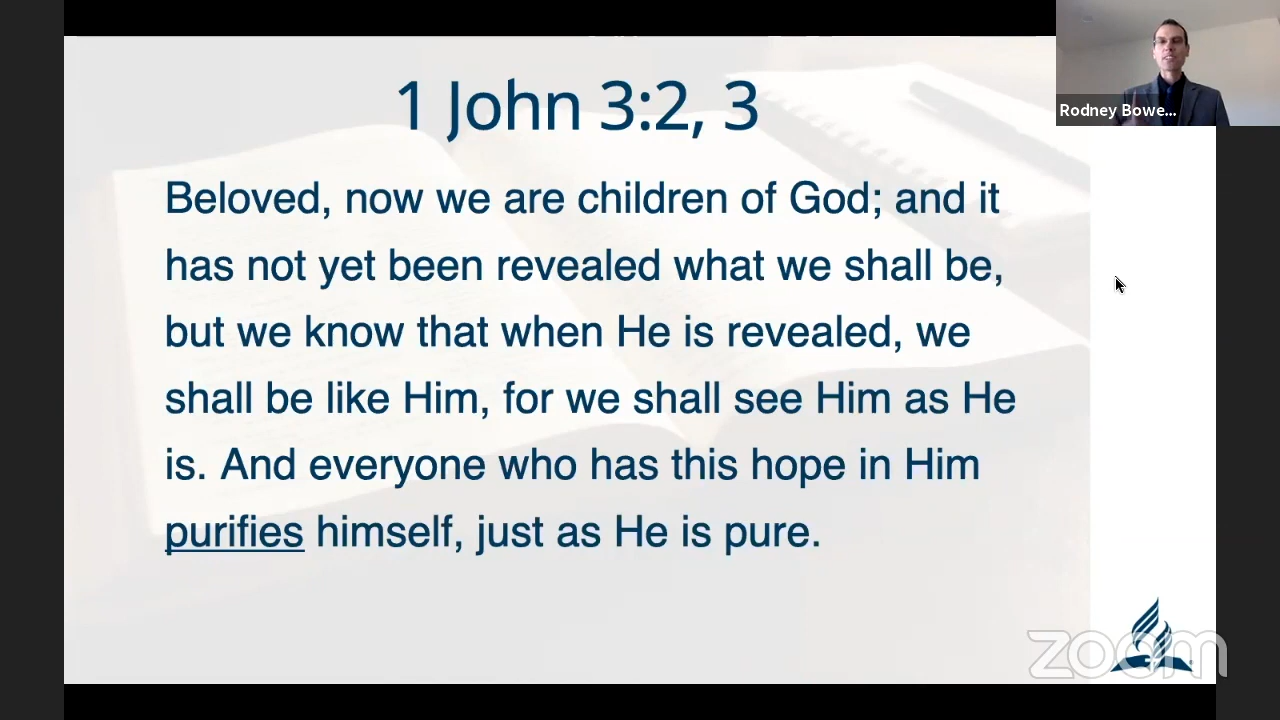 1 John 3:2, 3
Rodney Bowe...
Beloved, now we are children of God; and it
has not yet been revealed what we shall be,
but we know that when He is revealed, we
shall be like Him, for we shall see Him as He
is. And everyone who has this hope in Him
purifies himself, just as He is pure.
zoom